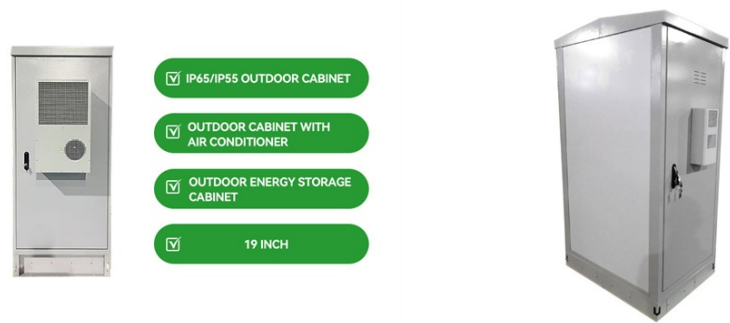 IP65/IP55 OUTDOOR CABINET
OUTDOOR CABINET WITH
AIR CONDITIONER
OUTDOOR ENERGY STORAGE
CABINET
19 INCH